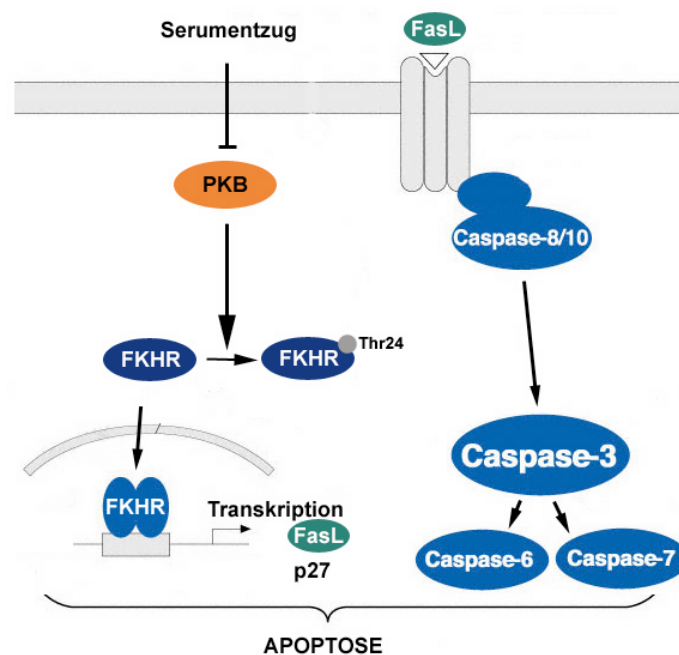 Serumentzug
FasL
PKB
Caspase-8/10
FKHR
FKHR
Thr24
Caspase-3
FKHR
Transkription
FasL
p27
Caspase-6
Caspase-7
APOPTOSE